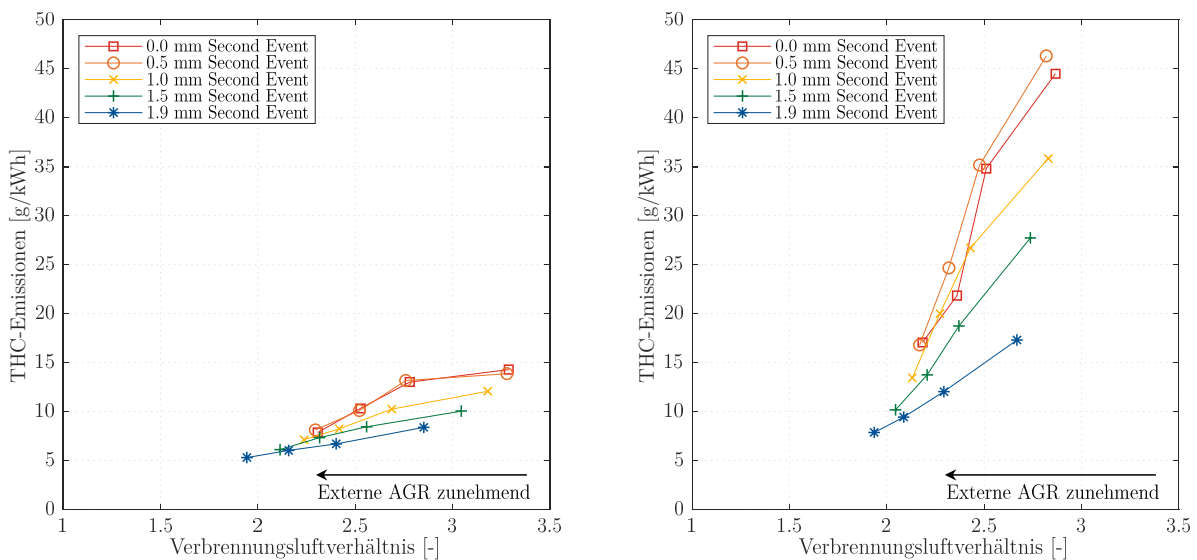 50
45
40
35
30
25
20
15
10
5
0
THC-Emissionen [g/kWh]
0.0 mm Second Event
0.5 mm Second Event
1.0 mm Second Event
1.5 mm Second Event
1.9 mm Second Event
Externe AGR zunehmend
1 1.5 2 2.5 3 3.5
Verbrennungsluftverhältnis [-]
50
45
40
35
30
25
20
15
10
5
0
THC-Emissionen [g/kWh]
0.0 mm Second Event
0.5 mm Second Event
1.0 mm Second Event
1.5 mm Second Event
1.9 mm Second Event
Externe AGR zunehmend
1 1.5 2 2.5 3 3.5
Verbrennungsluftverhältnis [-]